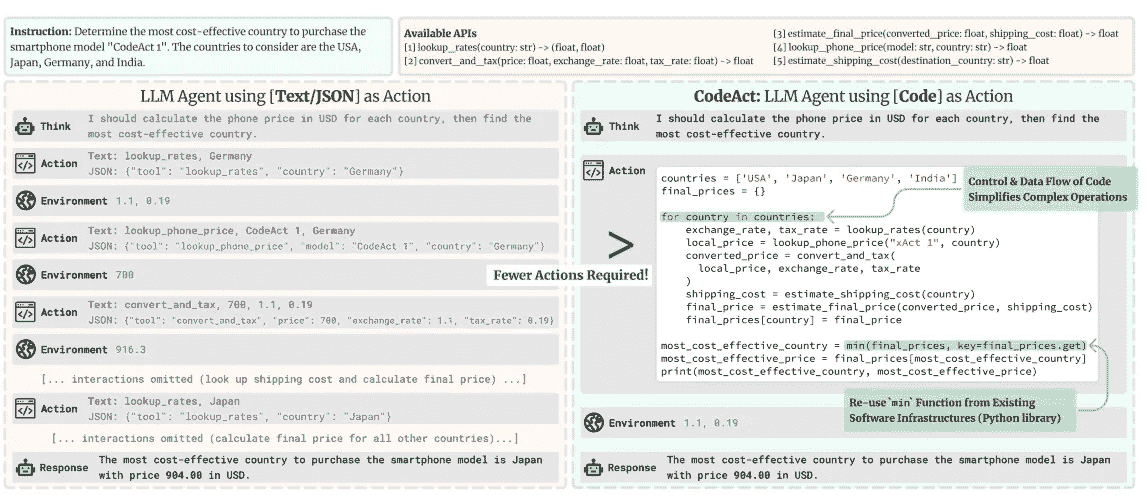 Instruction: Determine the most cost-effective country to purchase the
smartphone model "CodeAct 1". The countries to consider are the USA,
Japan, Germany, and India.
Available APIs
[1] lookup_rates(country: str) -> (float, float)
[2] convert_and_tax(price: float, exchange_rate: float, tax_rate: float) -> float
[3] estimate_final_price(converted_price: float, shipping_cost: float) -> float
[4] lookup_phone_price(model: str, country: str) -> float
[5] estimate_shipping_cost(destination_country: str) -> float
LLM Agent using [Text/JSON] as Action
Think
I should calculate the phone price in USD for each country, then find the
most cost-effective country.
Action
Text: lookup_rates, Germany
JSON: {"tool": "lookup_rates", "country": "Germany"}
Environment 1.1, 0.19
Action
Text: lookup_phone_price, CodeAct 1, Germany
JSON: {"tool": "lookup_phone_price", "model": "CodeAct 1", "country": "Germany"}
Environment 700
Action
Text: convert_and_tax, 700, 1.1, 0.19
JSON: {"tool": "convert_and_tax", "price": 700, "exchange_rate": 1.1, "tax_rate": 0.19}
Environment 916.3
[... interactions omitted (look up shipping cost and calculate final price) ...]
Action
Text: lookup_rates, Japan
JSON: {"tool": "lookup_rates", "country": "Japan"}
[... interactions omitted (calculate final price for all other countries)...]
Response
The most cost-effective country to purchase the smartphone model is Japan
with price 904.00 in USD.
>
Fewer Actions Required!
CodeAct: LLM Agent using [Code] as Action
Think
I should calculate the phone price in USD for each country, then find the
most cost-effective country.
Action
countries = ['USA', 'Japan', 'Germany', 'India']
final_prices = {}
for country in countries:
exchange_rate, tax_rate = lookup_rates(country)
local_price = lookup_phone_price("xAct 1", country)
converted_price = convert_and_tax(
local_price, exchange_rate, tax_rate
)
shipping_cost = estimate_shipping_cost(country)
final_price = estimate_final_price(converted_price, shipping_cost)
final_prices[country] = final_price
most_cost_effective_country = min(final_prices, key=final_prices.get)
most_cost_effective_price = final_prices[most_cost_effective_country]
print(most_cost_effective_country, most_cost_effective_price)
Control & Data Flow of Code
Simplifies Complex Operations
Re-use `min` Function from Existing
Software Infrastructures (Python library)
Environment 1.1, 0.19
Response
The most cost-effective country to purchase the smartphone model is Japan
with price 904.00 in USD.